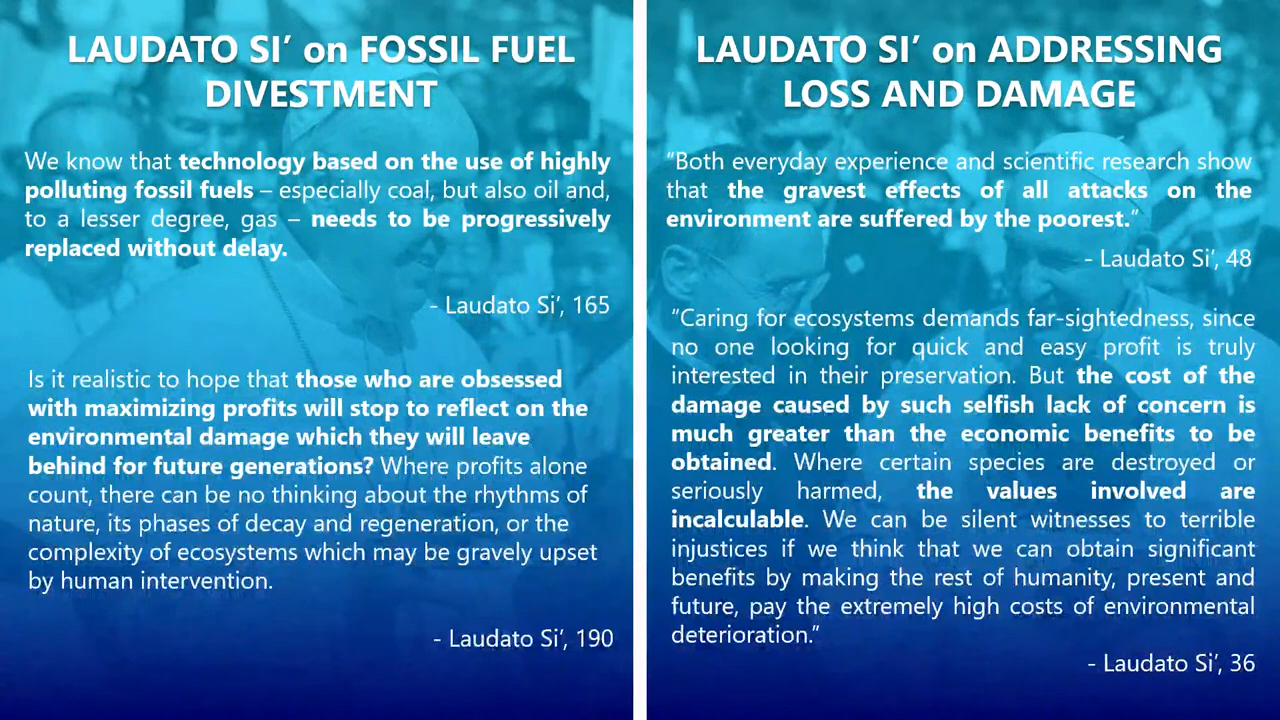 LAUDATO SI’ on FOSSIL FUEL
DIVESTMENT
We know that technology based on the use of highly
polluting fossil fuels – especially coal, but also oil and,
to a lesser degree, gas – needs to be progressively
replaced without delay.
- Laudato Si’, 165
Is it realistic to hope that those who are obsessed
with maximizing profits will stop to reflect on the
environmental damage which they will leave
behind for future generations? Where profits alone
count, there can be no thinking about the rhythms of
nature, its phases of decay and regeneration, or the
complexity of ecosystems which may be gravely upset
by human intervention.
- Laudato Si’, 190
LAUDATO SI’ on ADDRESSING
LOSS AND DAMAGE
“Both everyday experience and scientific research show
that the gravest effects of all attacks on the
environment are suffered by the poorest.”
- Laudato Si’, 48
“Caring for ecosystems demands far-sightedness, since
no one looking for quick and easy profit is truly
interested in their preservation. But the cost of the
damage caused by such selfish lack of concern is
much greater than the economic benefits to be
obtained. Where certain species are destroyed or
seriously harmed, the values involved are
incalculable. We can be silent witnesses to terrible
injustices if we think that we can obtain significant
benefits by making the rest of humanity, present and
future, pay the extremely high costs of environmental
deterioration.”
- Laudato Si’, 36